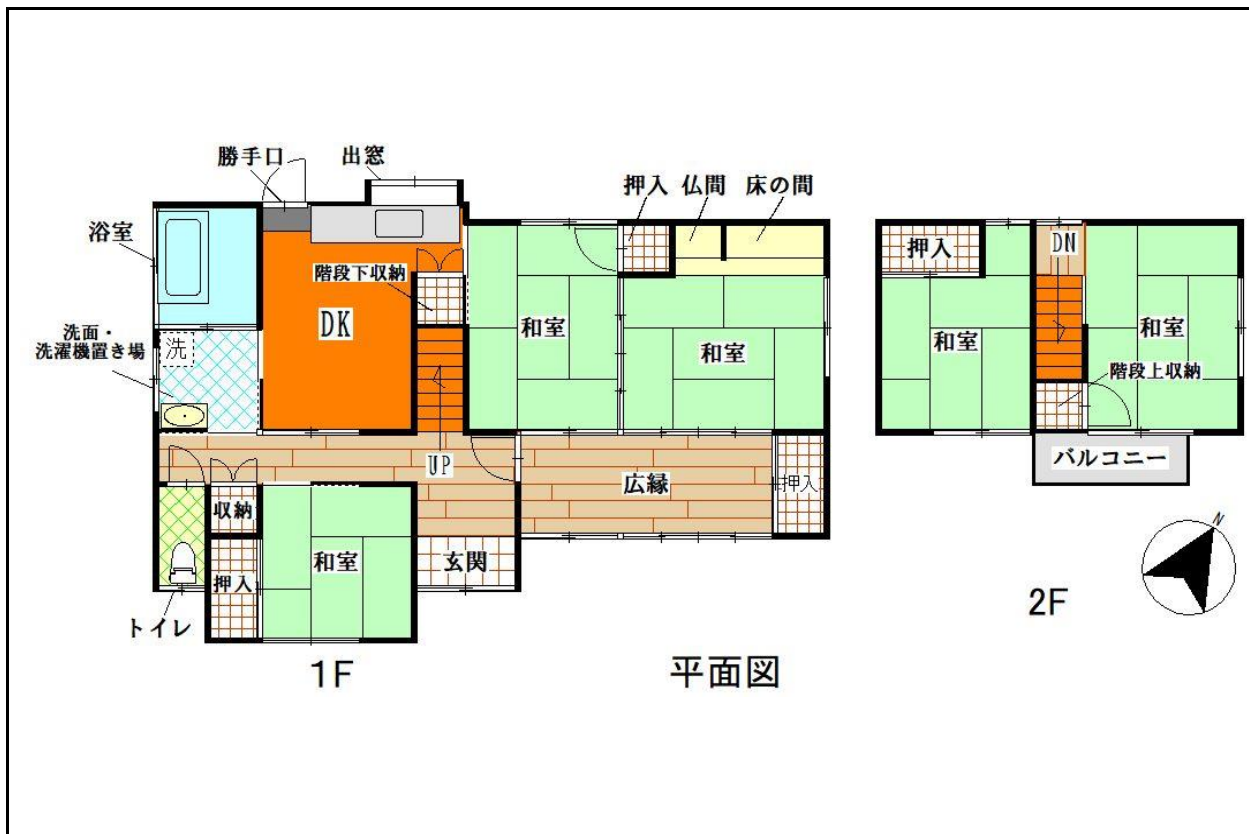 勝手口
出窓
押入
仏間
床の間
浴室
階段下収納
DK
洗面・
洗濯機置き場
洗
和室
和室
UP
広縁
押入
収納
押入
和室
玄関
トイレ
1F
平面図
押入
DN
和室
和室
階段上収納
バルコニー
N
2F